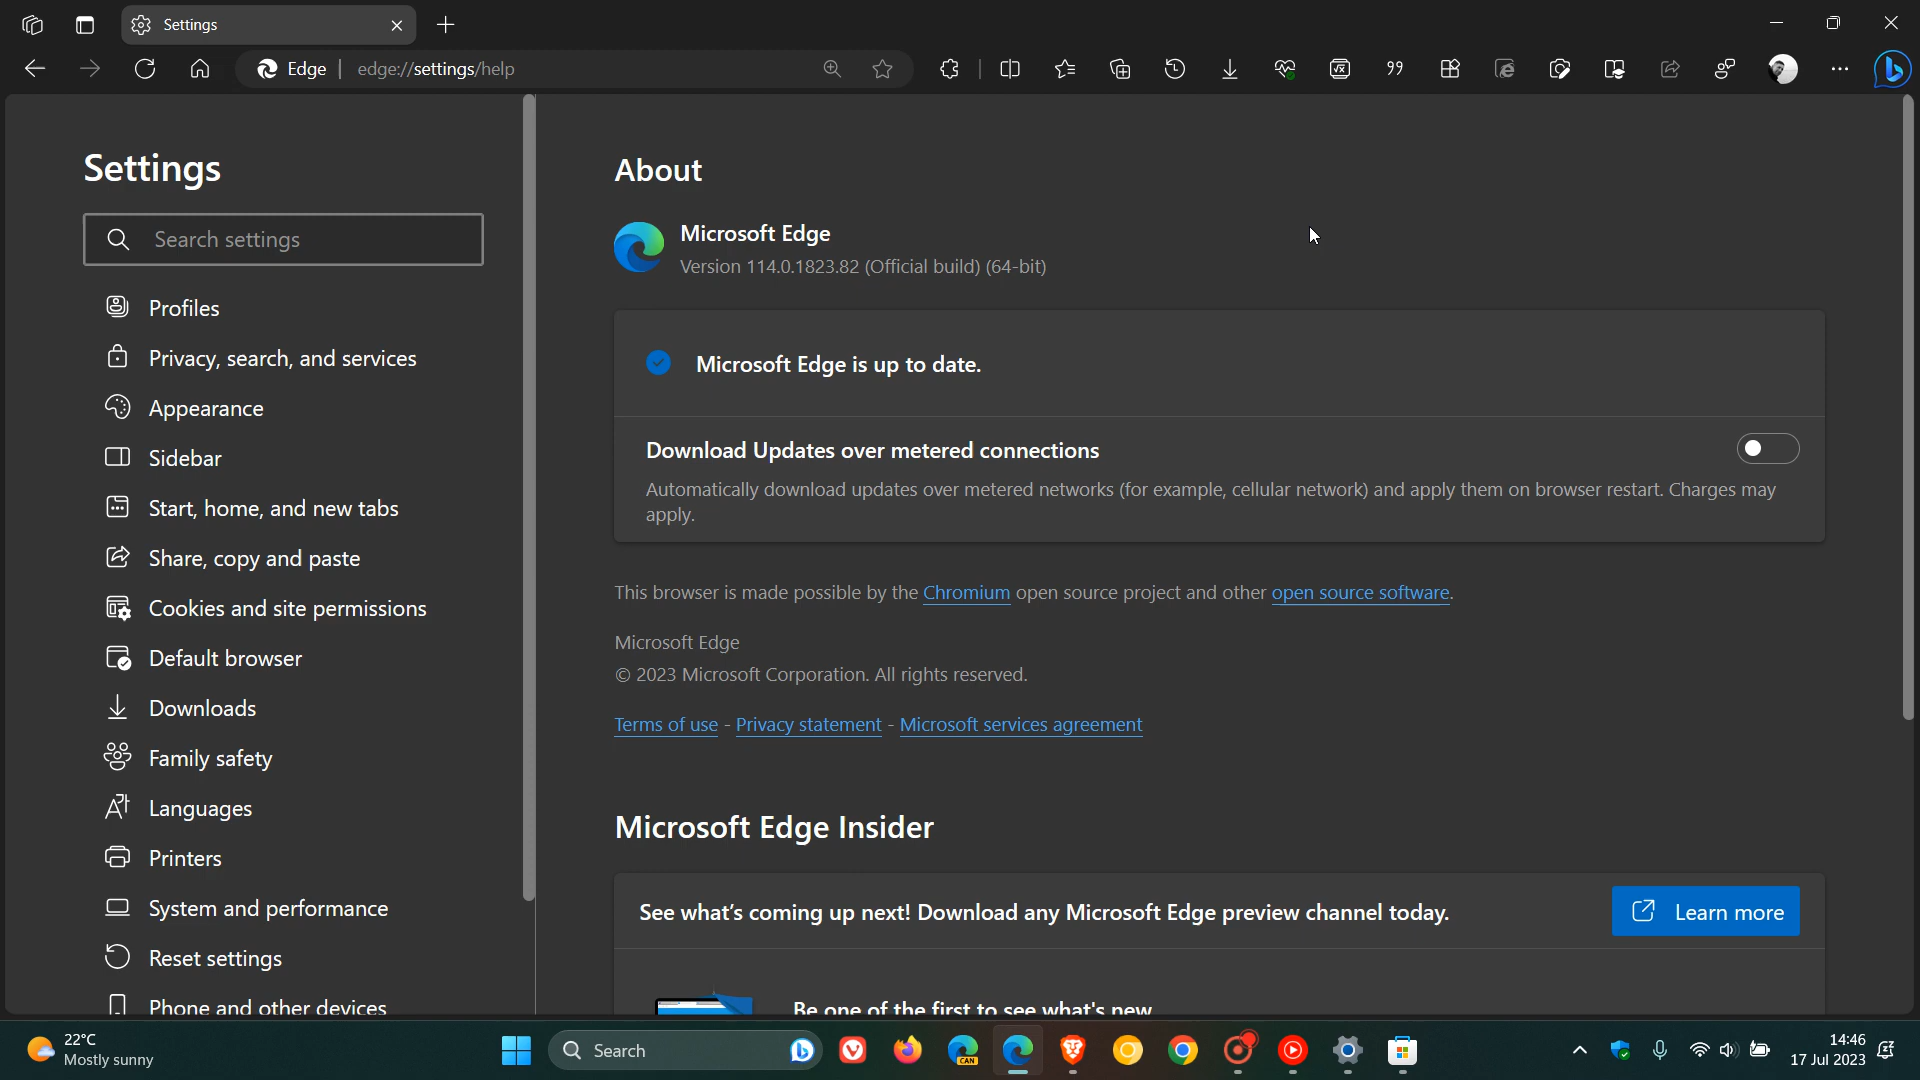 Settings
Edge | edge://settings/help
Settings
Search settings
Profiles
Privacy, search, and services
Appearance
Sidebar
Start, home, and new tabs
Share, copy and paste
Cookies and site permissions
Default browser
Downloads
Family safety
Languages
Printers
System and performance
Reset settings
Phone and other devices
About
Microsoft Edge
Version 114.0.1823.82 (Official build) (64-bit)
Microsoft Edge is up to date.
Download Updates over metered connections
Automatically download updates over metered networks (for example, cellular network) and apply them on browser restart. Charges may
apply.
This browser is made possible by the Chromium open source project and other open source software.
Microsoft Edge
© 2023 Microsoft Corporation. All rights reserved.
Terms of use - Privacy statement - Microsoft services agreement
Microsoft Edge Insider
See what's coming up next! Download any Microsoft Edge preview channel today.
Learn more
Be one of the first to see what's new
22°C
Mostly sunny
Search
CAN
14:46
17 Jul 2023